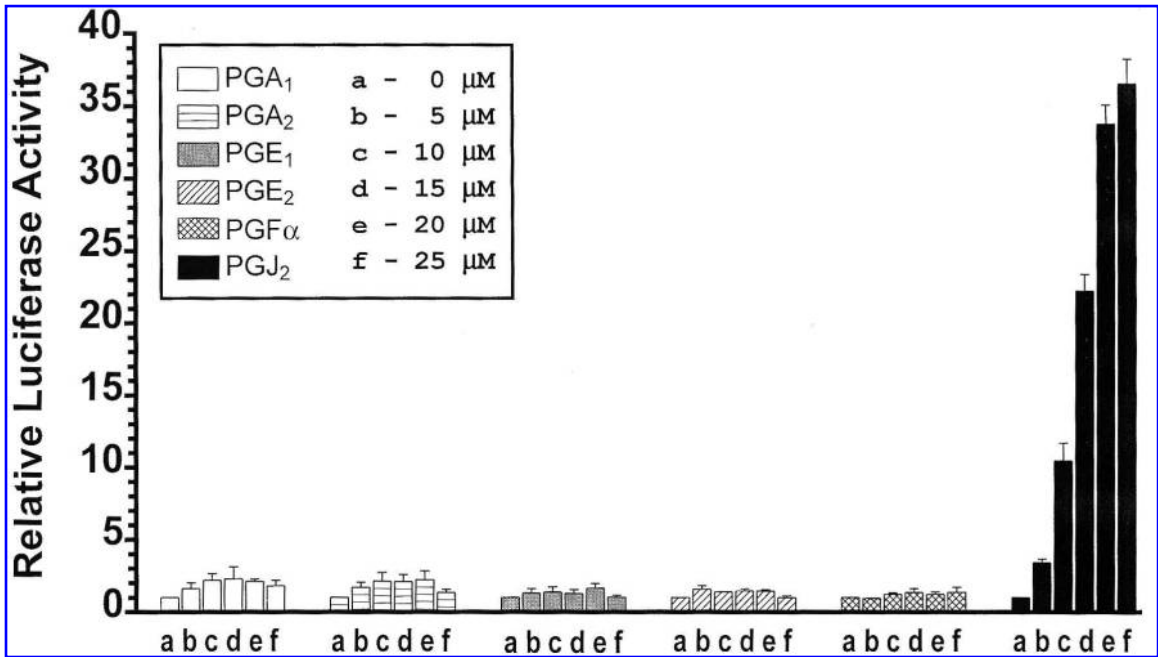 Relative Luciferase Activity
40
35
30
25
20
15
10
5
0
PGA₁ a - 0 μM
PGA₂ b - 5 μM
PGE₁ c - 10 μM
PGE₂ d - 15 μM
PGFα e - 20 μM
PGJ₂ f - 25 μM
a b c d e f a b c d e f a b c d e f a b c d e f a b c d e f a b c d e f